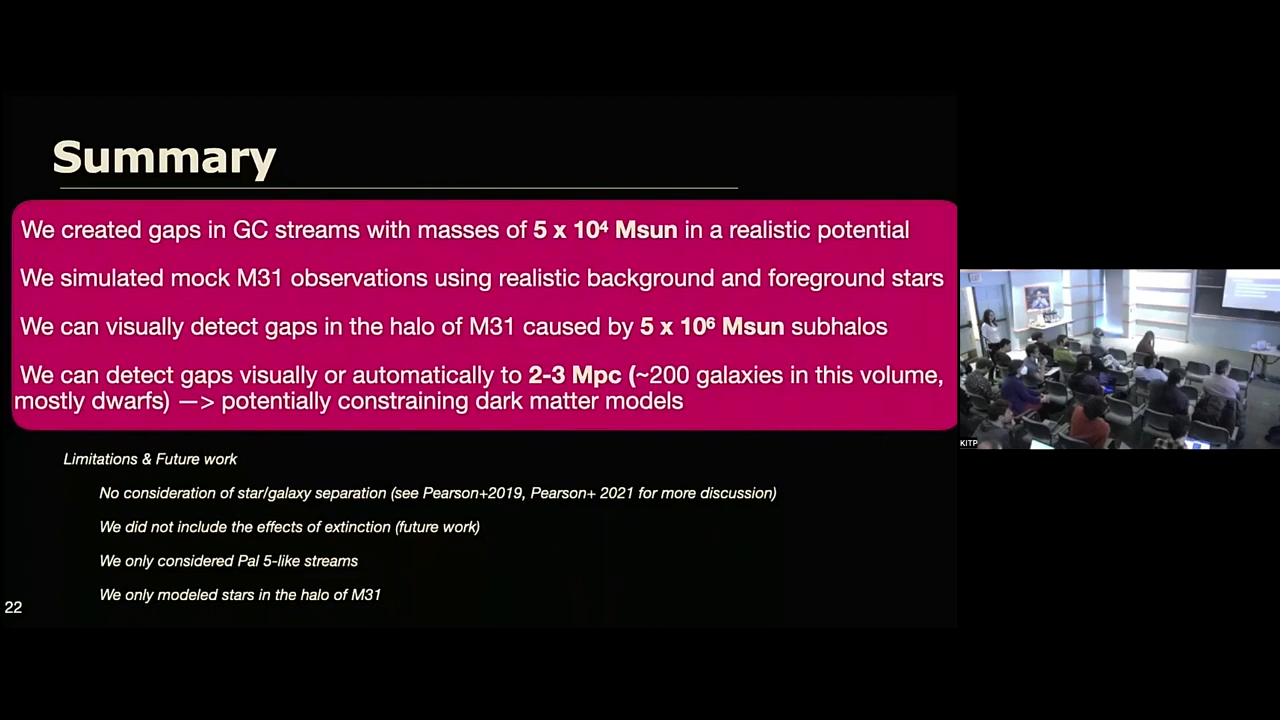 Summary
We created gaps in GC streams with masses of 5 x 10⁴ Msun in a realistic potential
We simulated mock M31 observations using realistic background and foreground stars
We can visually detect gaps in the halo of M31 caused by 5 x 10⁶ Msun subhalos
We can detect gaps visually or automatically to 2-3 Mpc (~200 galaxies in this volume,
mostly dwarfs) —> potentially constraining dark matter models
Limitations & Future work
No consideration of star/galaxy separation (see Pearson+2019, Pearson+ 2021 for more discussion)
We did not include the effects of extinction (future work)
We only considered Pal 5-like streams
We only modeled stars in the halo of M31
22
KITP